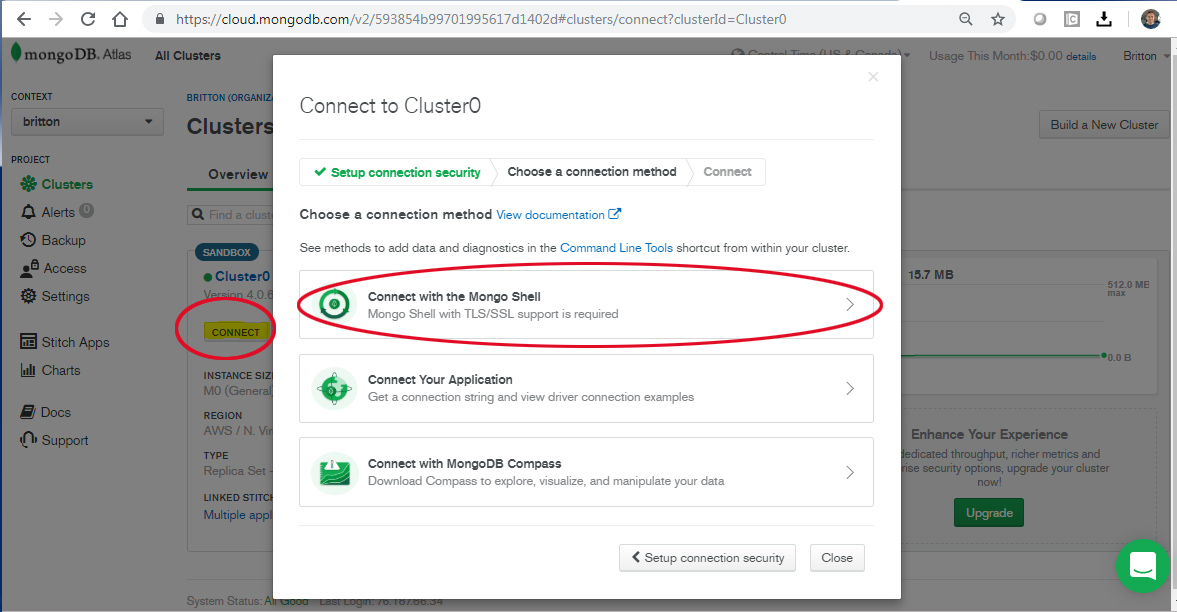 https://cloud.mongodb.com/v2/593854b99701995617d1402d#clusters/connect?clusterId=Cluster0
mongoDB. Atlas
All Clusters
Central Time (US & Canada)
Usage This Month:$0.00 details
Britton
CONTEXT
britton
PROJECT
Clusters
Alerts 0
Backup
Access
Settings
Stitch Apps
Charts
Docs
Support
BRITTON (ORGANIZA
Clusters
Build a New Cluster
Overview
Find a cluste
SANDBOX
Cluster0
Version 4.0.6
CONNECT
INSTANCE SIZE
M0 (General)
REGION
AWS / N. Vir
TYPE
Replica Set -
LINKED STITCH
Multiple appl
Connect to Cluster0
Setup connection security
Choose a connection method
Connect
Choose a connection method View documentation
See methods to add data and diagnostics in the Command Line Tools shortcut from within your cluster.
Connect with the Mongo Shell
Mongo Shell with TLS/SSL support is required
Connect Your Application
Get a connection string and view driver connection examples
Connect with MongoDB Compass
Download Compass to explore, visualize, and manipulate your data
Setup connection security
Close
15.7 MB
512.0 MB
max
0.0 B
Enhance Your Experience
dedicated throughput, richer metrics and
rise security options, upgrade your cluster
now!
Upgrade
System Status: All Good Last Login: 76.187.86.34